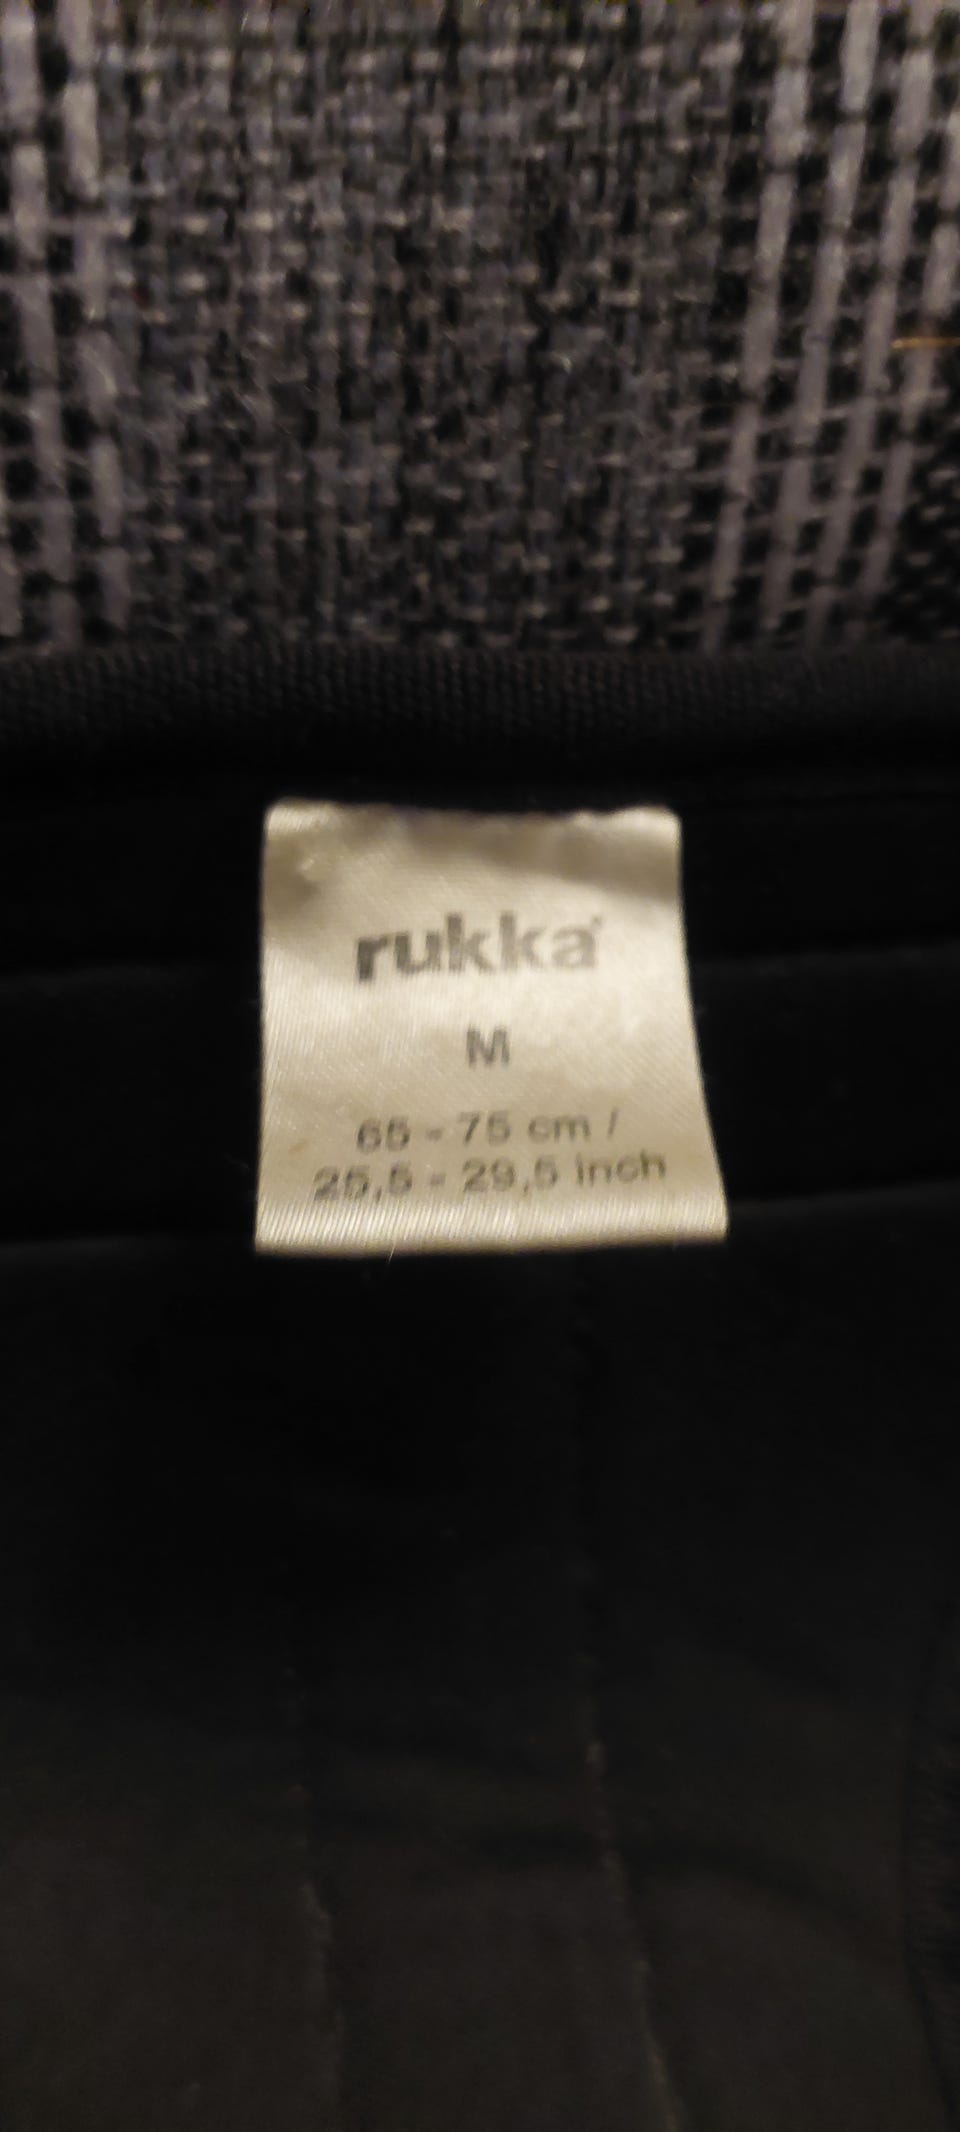 rukka
M
65 - 75 cm /
25,5 - 29,5 inch